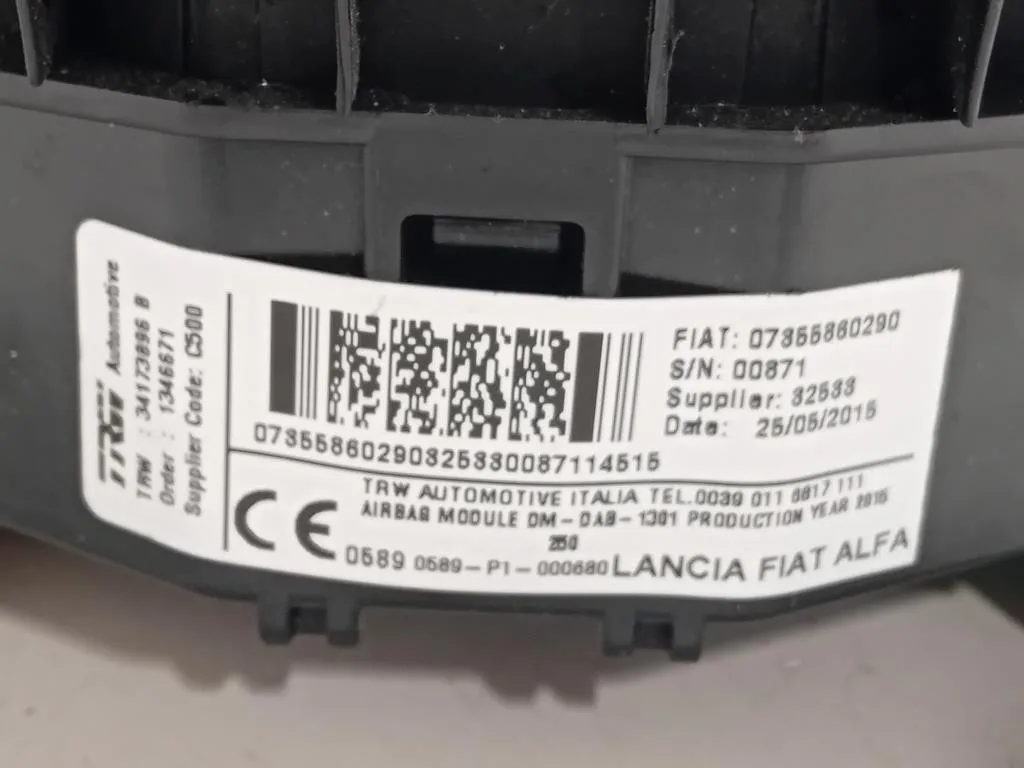 TRW Automotive
TRW : 34173896 B
Order : 1346671
Supplier Code: C500
FIAT: 07355860290
S/N: 00871
Supplier: 32533
Date: 25/05/2015
07355860290325330087114515
TRW AUTOMOTIVE ITALIA TEL.0039 011 6817 111
AIRBAG MODULE DM-DAB-1301 PRODUCTION YEAR 2015
250
CE 0589 0589-P1-000680 LANCIA FIAT ALFA